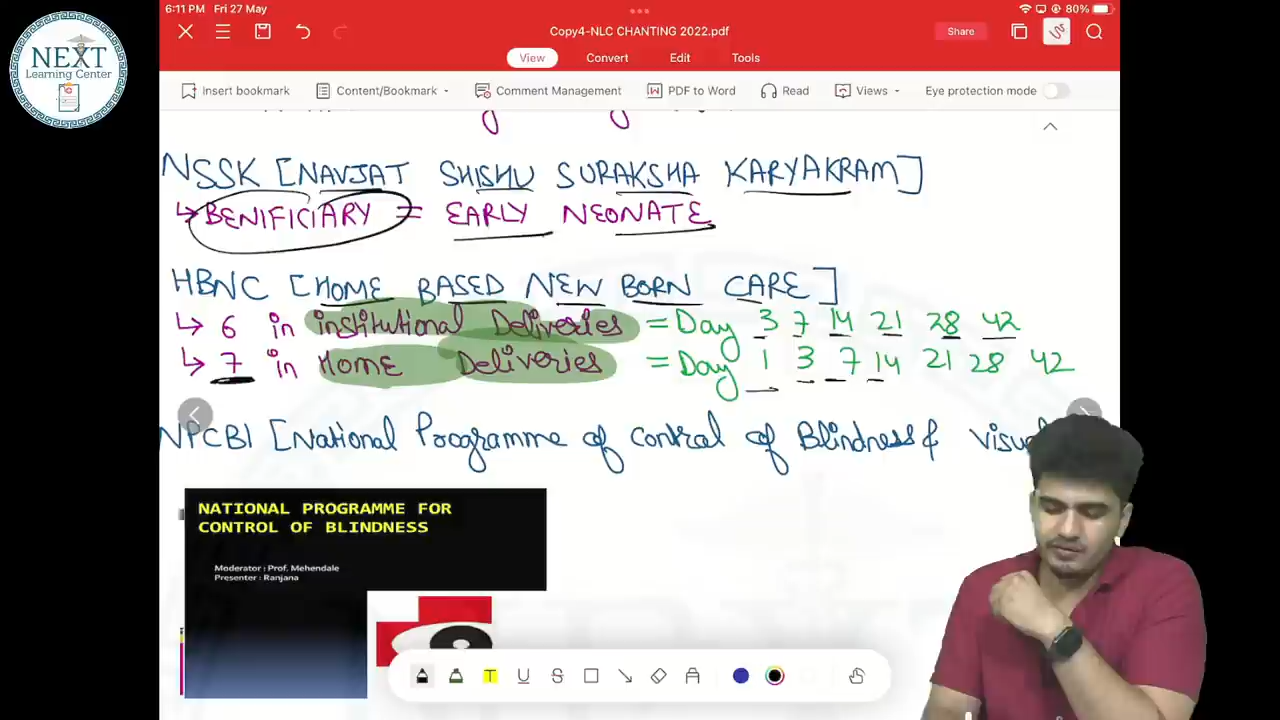 6:11 PM Fri 27 May
80%
NEXT
Learning Center
Copy4-NLC CHANTING 2022.pdf
Share
View Convert Edit Tools
Insert bookmark Content/Bookmark Comment Management PDF to Word Read Views Eye protection mode
NSSK [NAVJAT SHISHU SURAKSHA KARYAKRAM]
↳ BENIFICIARY = EARLY NEONATE
HBNC [HOME BASED NEW BORN CARE]
↳ 6 in institutional Deliveries = Day 3 7 14 21 28 42
↳ 7 in Home Deliveries = Day 1 3 7 14 21 28 42
NPCBI [National Programme of Control of Blindness &
NATIONAL PROGRAMME FOR
CONTROL OF BLINDNESS
Moderator : Prof. Mehendale
Presenter : Ranjana
T U S